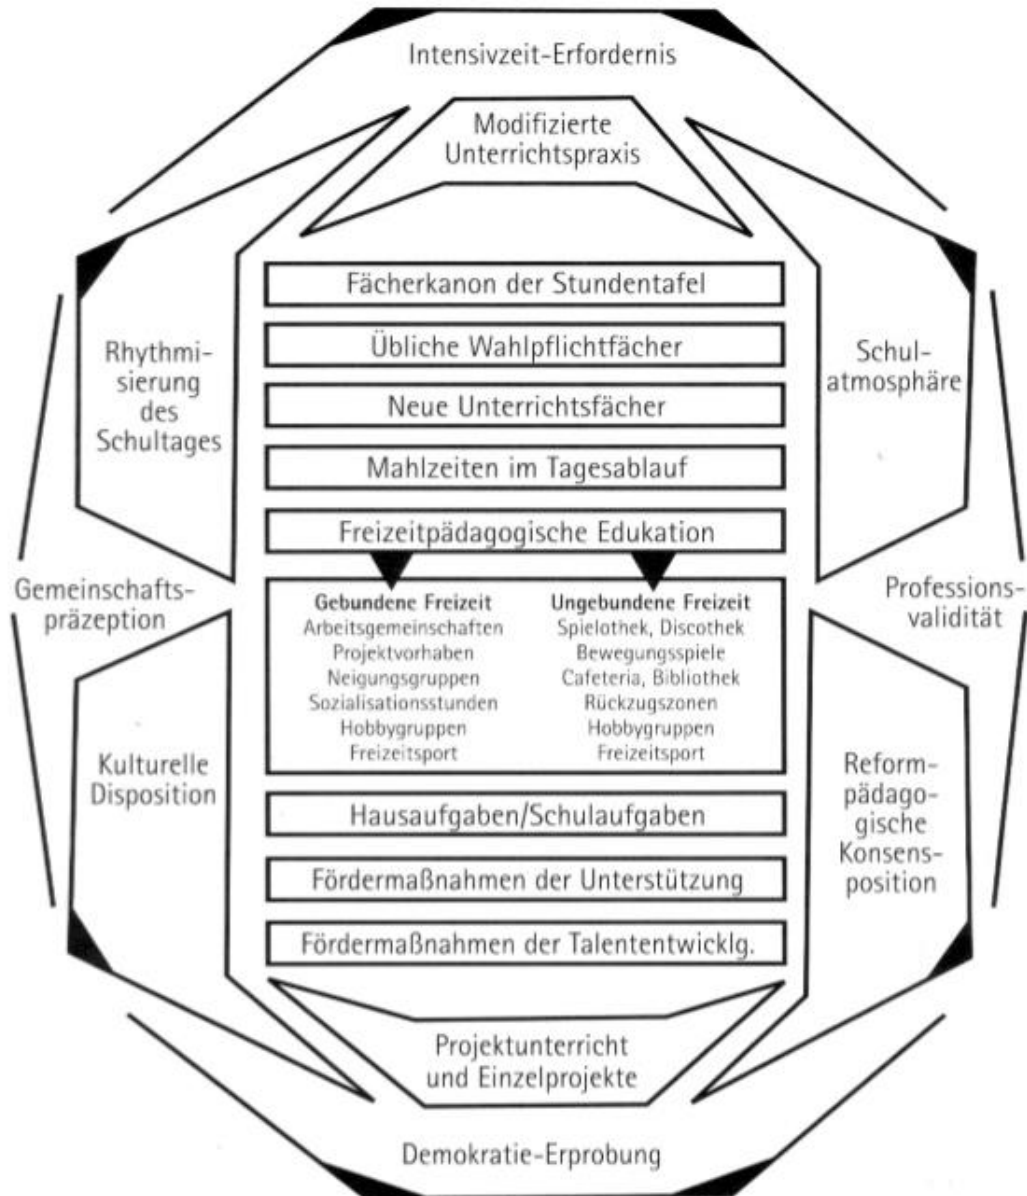 Intensivzeit-Erfordernis
Modifizierte
Unterrichtspraxis
Rhythmi-
sierung
des
Schultages
Schul-
atmosphäre
Fächerkanon der Stundentafel
Übliche Wahlpflichtfächer
Neue Unterrichtsfächer
Mahlzeiten im Tagesablauf
Freizeitpädagogische Edukation
Gemeinschafts-
präzeption
Professions-
validität
Gebundene Freizeit
Arbeitsgemeinschaften
Projektvorhaben
Neigungsgruppen
Sozialisationsstunden
Hobbygruppen
Freizeitsport
Ungebundene Freizeit
Spielothek, Discothek
Bewegungsspiele
Cafeteria, Bibliothek
Rückzugszonen
Hobbygruppen
Freizeitsport
Kulturelle
Disposition
Reform-
pädago-
gische
Konsens-
position
Hausaufgaben/Schulaufgaben
Fördermaßnahmen der Unterstützung
Fördermaßnahmen der Talententwicklg.
Projektunterricht
und Einzelprojekte
Demokratie-Erprobung